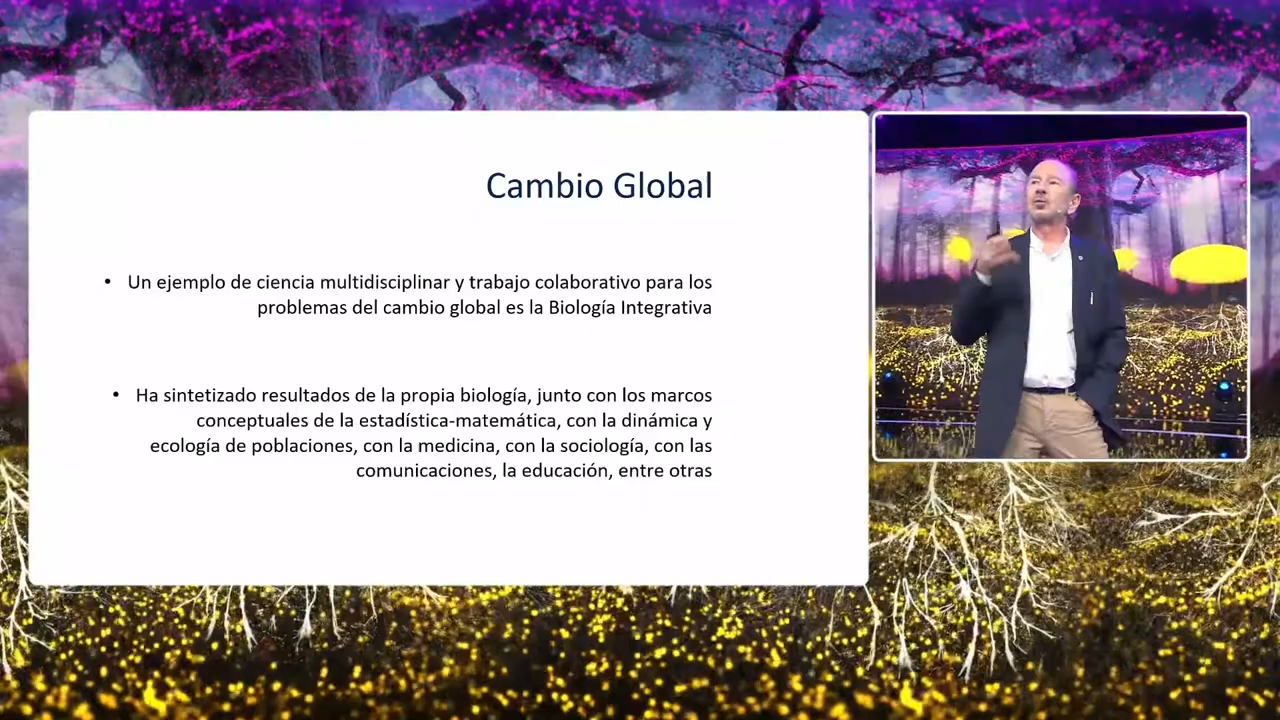 Cambio Global
• Un ejemplo de ciencia multidisciplinar y trabajo colaborativo para los
problemas del cambio global es la Biología Integrativa
• Ha sintetizado resultados de la propia biología, junto con los marcos
conceptuales de la estadística-matemática, con la dinámica y
ecología de poblaciones, con la medicina, con la sociología, con las
comunicaciones, la educación, entre otras